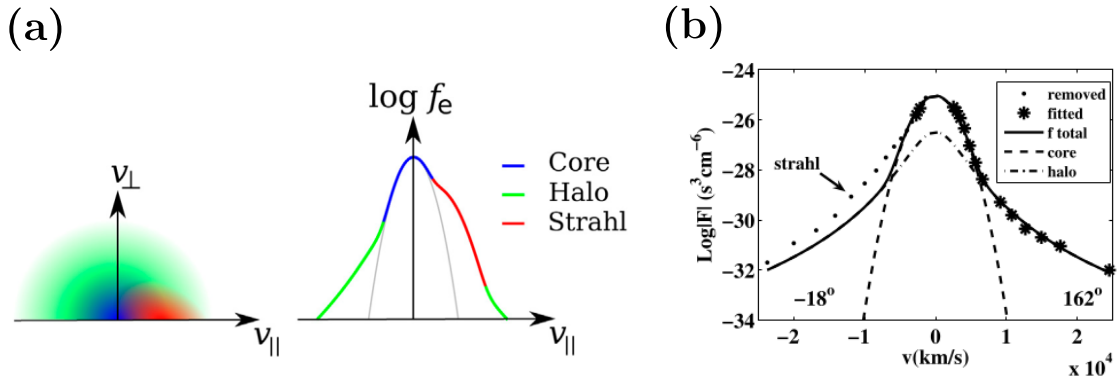 (a)
v⊥
v||
log fe
v||
Core
Halo
Strahl
(b)
Log|F| (s³cm⁻⁶)
−24
−26
−28
−30
−32
−34
strahl
removed
fitted
f total
core
halo
−18°
162°
−2
−1
0
1
2
v(km/s)
x 10⁴